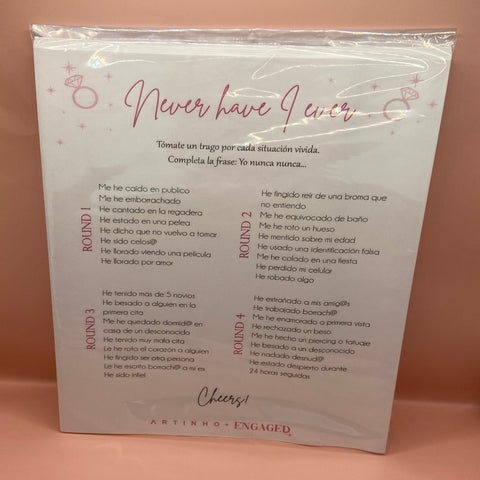 Never have I ever
Tómate un trago por cada situación vivida.
Completa la frase: Yo nunca nunca...
ROUND 1
Me he caído en publico
Me he emborrachado
He cantado en la regadera
He estado en una pelea
He dicho que no vuelvo a tomar
He sido celos@
He llorado viendo una película
He llorado por amor
ROUND 2
He fingido reír de una broma que
no entiendo
Me he equivocado de baño
Me he roto un hueso
He mentido sobre mi edad
He usado una identificación falsa
Me he colado en una fiesta
He perdido mi celular
He robado algo
ROUND 3
He tenido más de 5 novios
He besado a alguien en la
primera cita
Me he quedado dormid@ en
casa de un desconocido
He tenido muy mala cita
Le he roto el corazón a alguien
He fingido ser otra persona
Le he escrito borrach@ a mi ex
He sido infiel
ROUND 4
He extrañado a mis amig@s
He trabajado borrach@
Me he enamorado a primera vista
He rechazado un beso
Me he hecho un piercing o tatuaje
He besado a un desconocido
He nadado desnud@
He estado despierto durante
24 horas seguidas
Cheers!
ARTINHO + ENGAGED